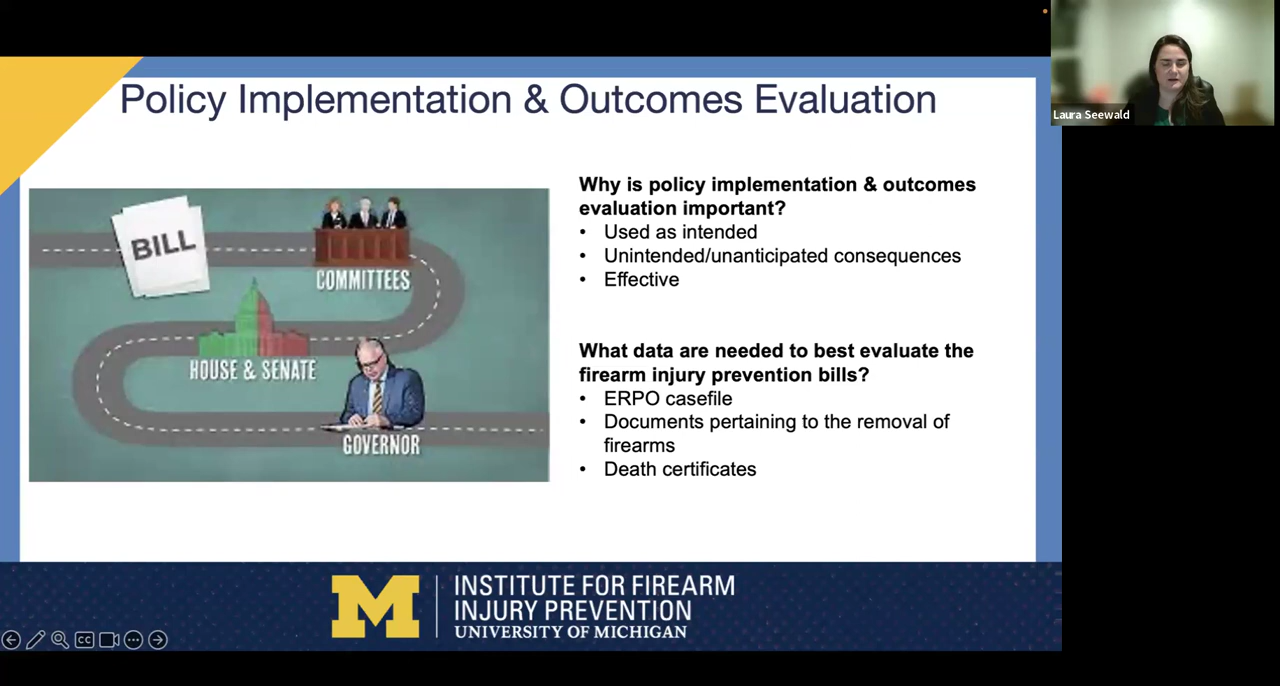 Policy Implementation & Outcomes Evaluation
Laura Seewald
BILL
COMMITTEES
HOUSE & SENATE
GOVERNOR
Why is policy implementation & outcomes
evaluation important?
• Used as intended
• Unintended/unanticipated consequences
• Effective
What data are needed to best evaluate the
firearm injury prevention bills?
• ERPO casefile
• Documents pertaining to the removal of
firearms
• Death certificates
M
INSTITUTE FOR FIREARM
INJURY PREVENTION
UNIVERSITY OF MICHIGAN
CC